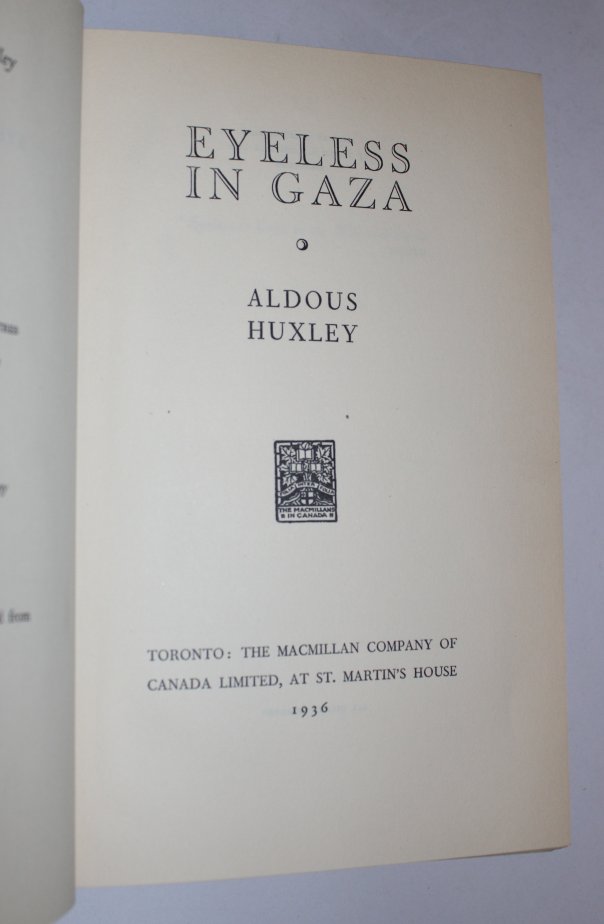 EYELESS
IN GAZA
ALDOUS
HUXLEY
THE MACMILLANS
IN CANADA
TORONTO: THE MACMILLAN COMPANY OF
CANADA LIMITED, AT ST. MARTIN'S HOUSE
1936
from